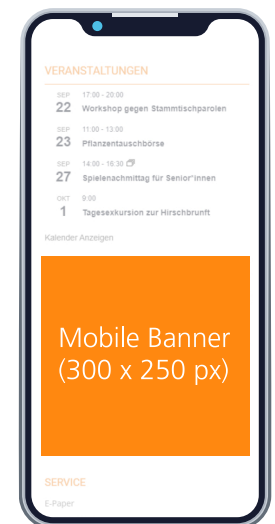 VERANSTALTUNGEN
SEP 17:00 - 20:00
22 Workshop gegen Stammtischparolen
SEP 11:00 - 13:00
23 Pflanzentauschbörse
SEP 14:00 - 16:30
27 Spielenachmittag für Senior*innen
OKT 9:00
1 Tagesexkursion zur Hirschbrunft
Kalender Anzeigen
Mobile Banner
(300 x 250 px)
SERVICE
E-Paper